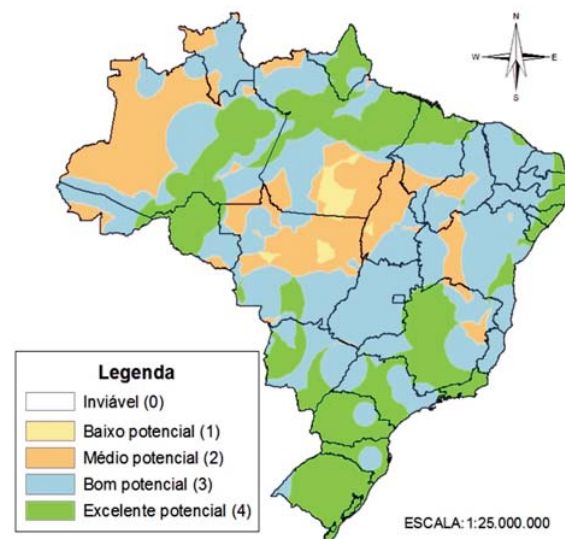 N
W E
S
Legenda
Inviável (0)
Baixo potencial (1)
Médio potencial (2)
Bom potencial (3)
Excelente potencial (4)
ESCALA: 1:25.000.000